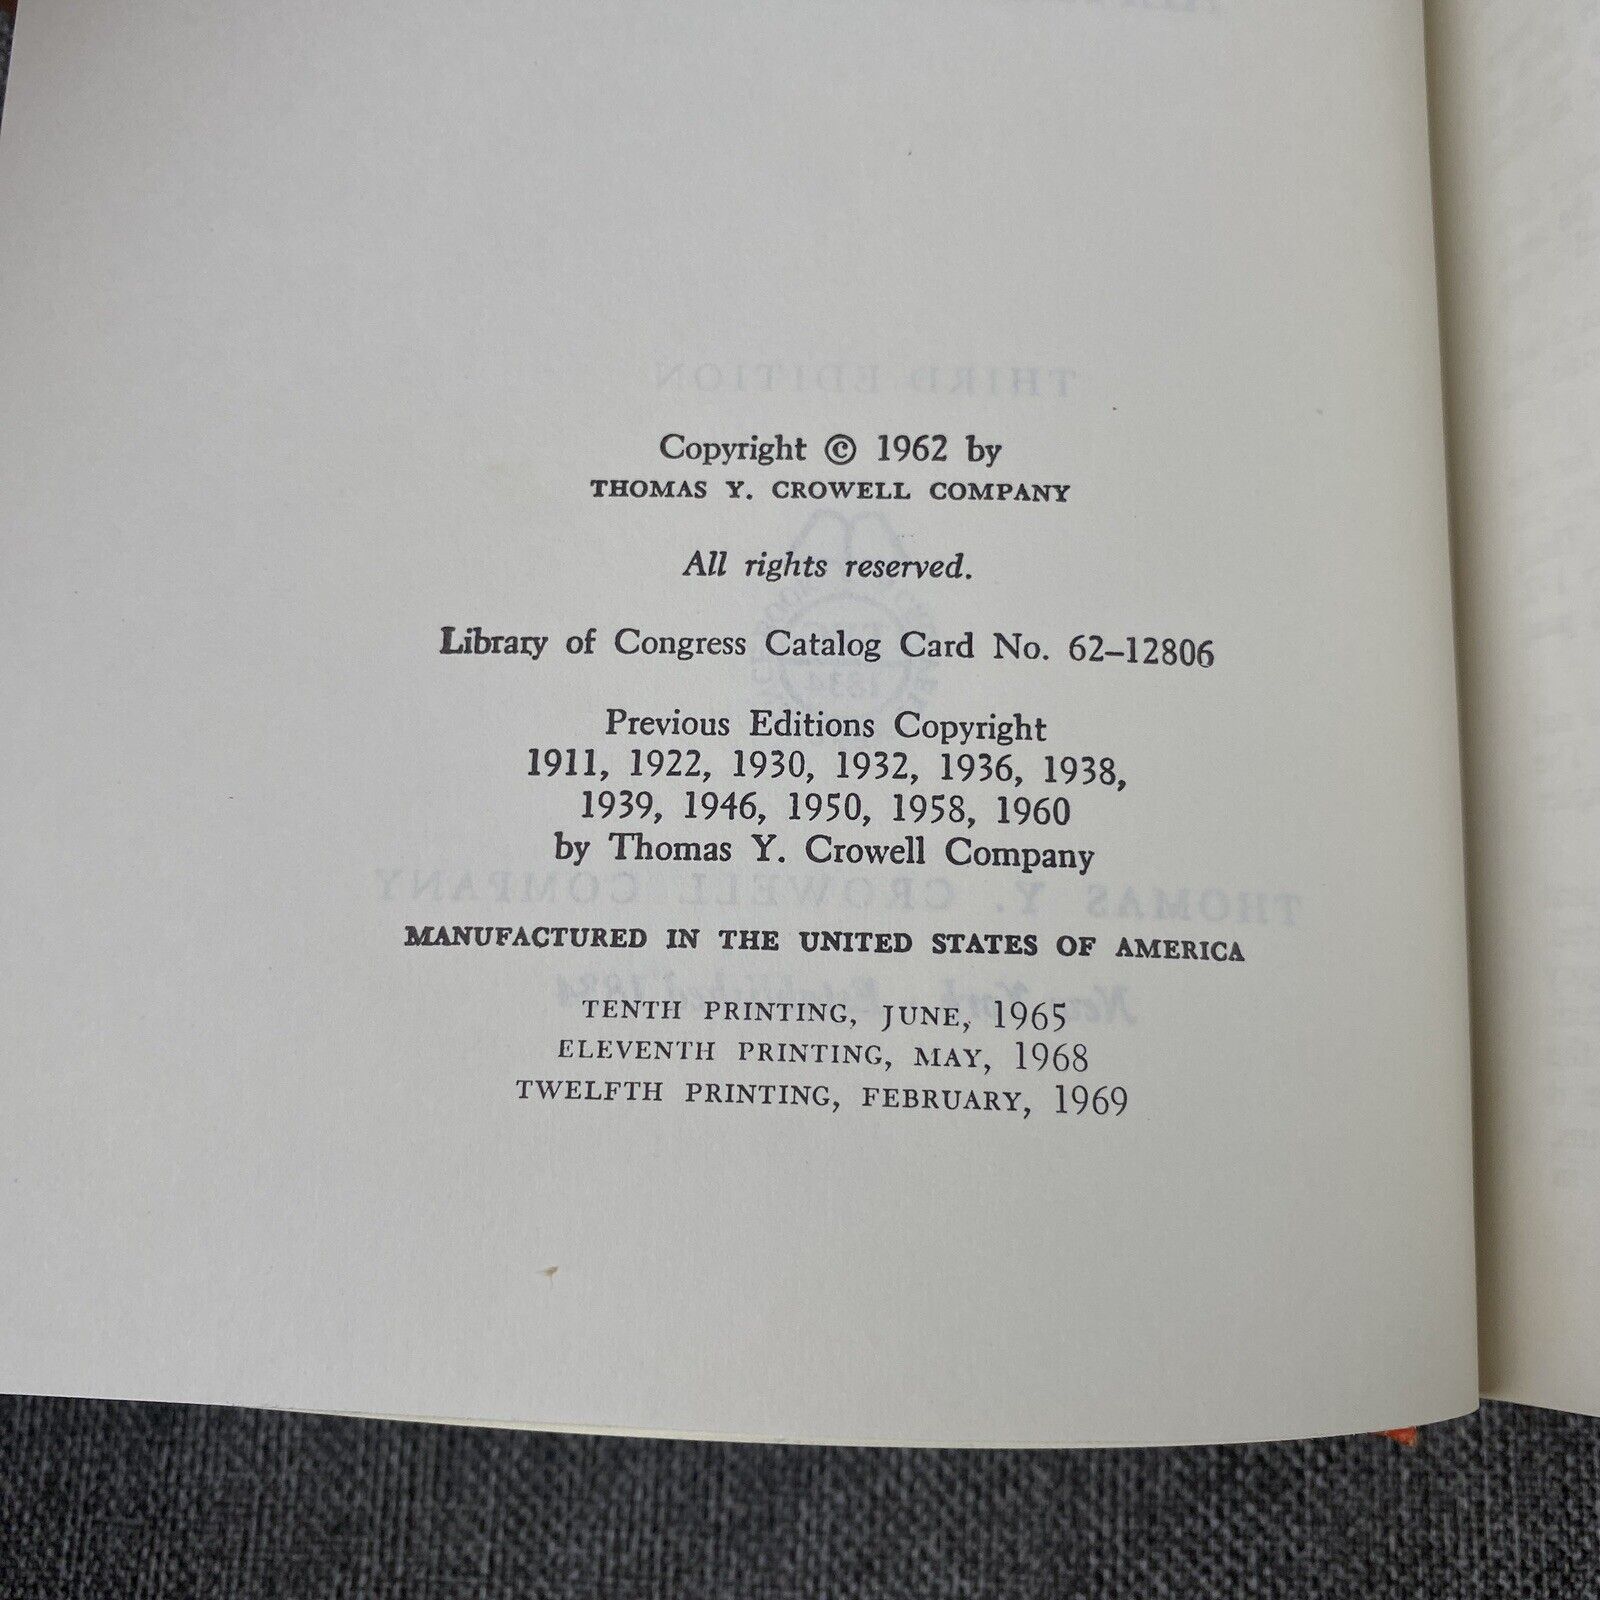 Copyright © 1962 by
THOMAS Y. CROWELL COMPANY
All rights reserved.
Library of Congress Catalog Card No. 62–12806
Previous Editions Copyright
1911, 1922, 1930, 1932, 1936, 1938,
1939, 1946, 1950, 1958, 1960
by Thomas Y. Crowell Company
MANUFACTURED IN THE UNITED STATES OF AMERICA
TENTH PRINTING, JUNE, 1965
ELEVENTH PRINTING, MAY, 1968
TWELFTH PRINTING, FEBRUARY, 1969